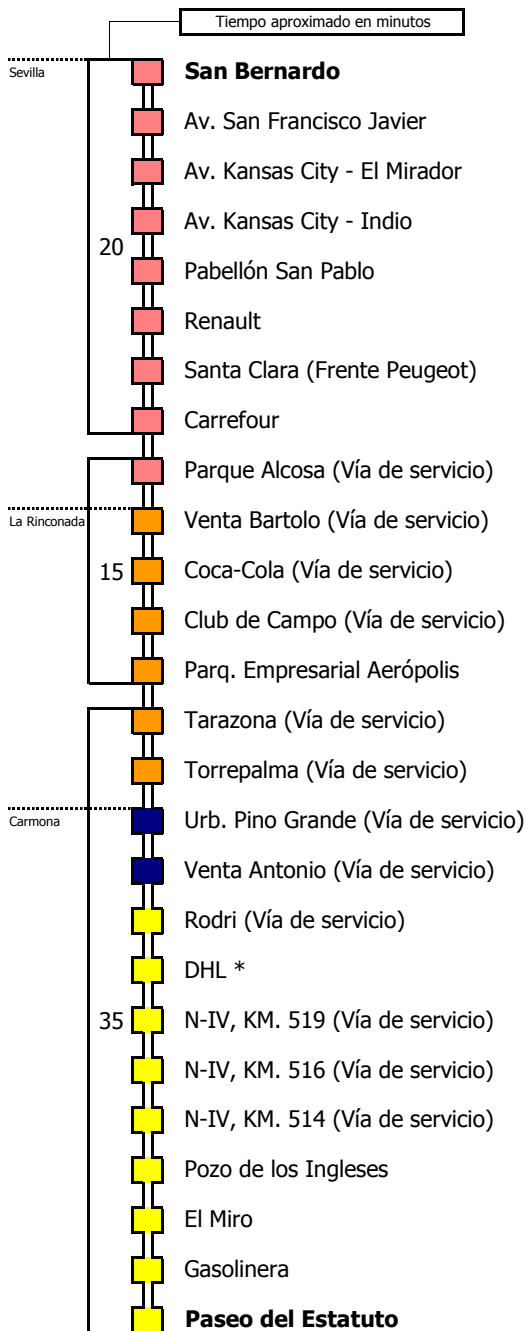 Tiempo aproximado en minutos
Sevilla
San Bernardo
Av. San Francisco Javier
Av. Kansas City - El Mirador
Av. Kansas City - Indio
20
Pabellón San Pablo
Renault
Santa Clara (Frente Peugeot)
Carrefour
Parque Alcosa (Vía de servicio)
La Rinconada
Venta Bartolo (Vía de servicio)
15
Coca-Cola (Vía de servicio)
Club de Campo (Vía de servicio)
Parq. Empresarial Aerópolis
Tarazona (Vía de servicio)
Torrepalma (Vía de servicio)
Carmona
Urb. Pino Grande (Vía de servicio)
Venta Antonio (Vía de servicio)
Rodri (Vía de servicio)
DHL *
35
N-IV, KM. 519 (Vía de servicio)
N-IV, KM. 516 (Vía de servicio)
N-IV, KM. 514 (Vía de servicio)
Pozo de los Ingleses
El Miro
Gasolinera
Paseo del Estatuto